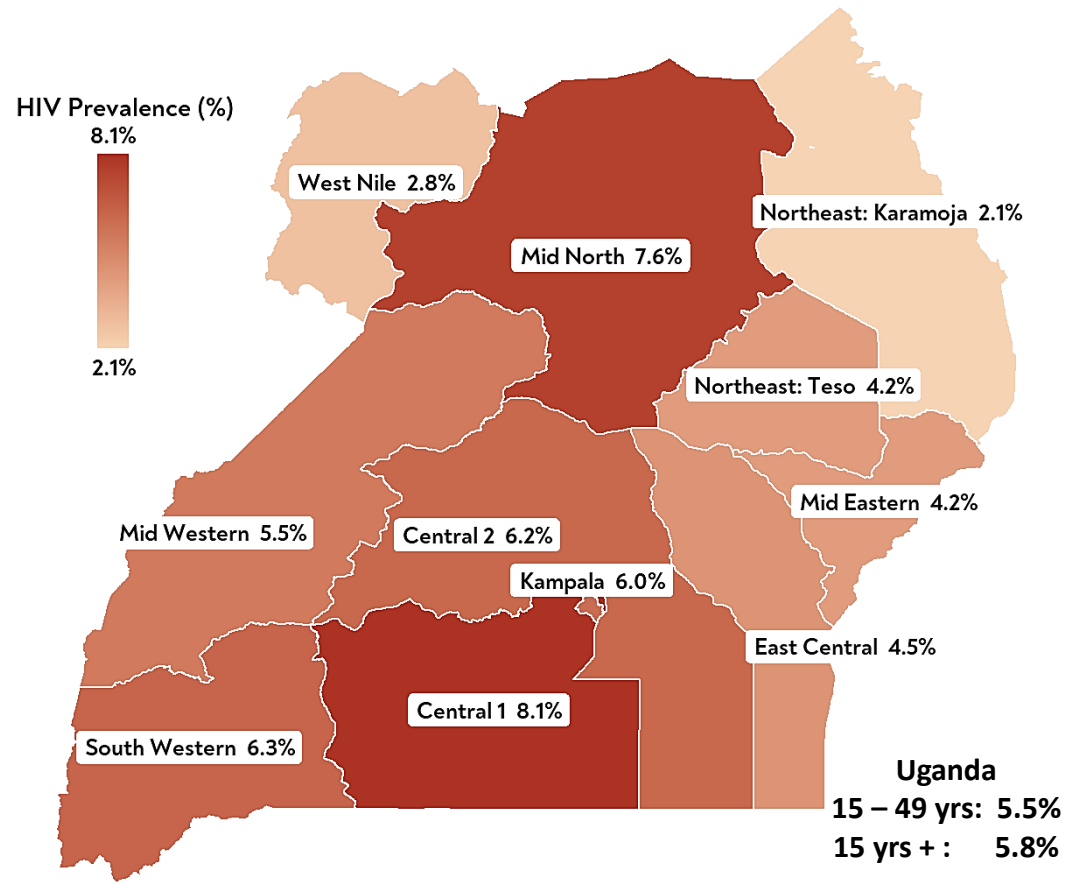 HIV Prevalence (%)
8.1%
2.1%
West Nile 2.8%
Northeast: Karamoja 2.1%
Mid North 7.6%
Northeast: Teso 4.2%
Mid Eastern 4.2%
Mid Western 5.5%
Central 2 6.2%
Kampala 6.0%
East Central 4.5%
Central 1 8.1%
South Western 6.3%
Uganda
15 – 49 yrs: 5.5%
15 yrs + : 5.8%